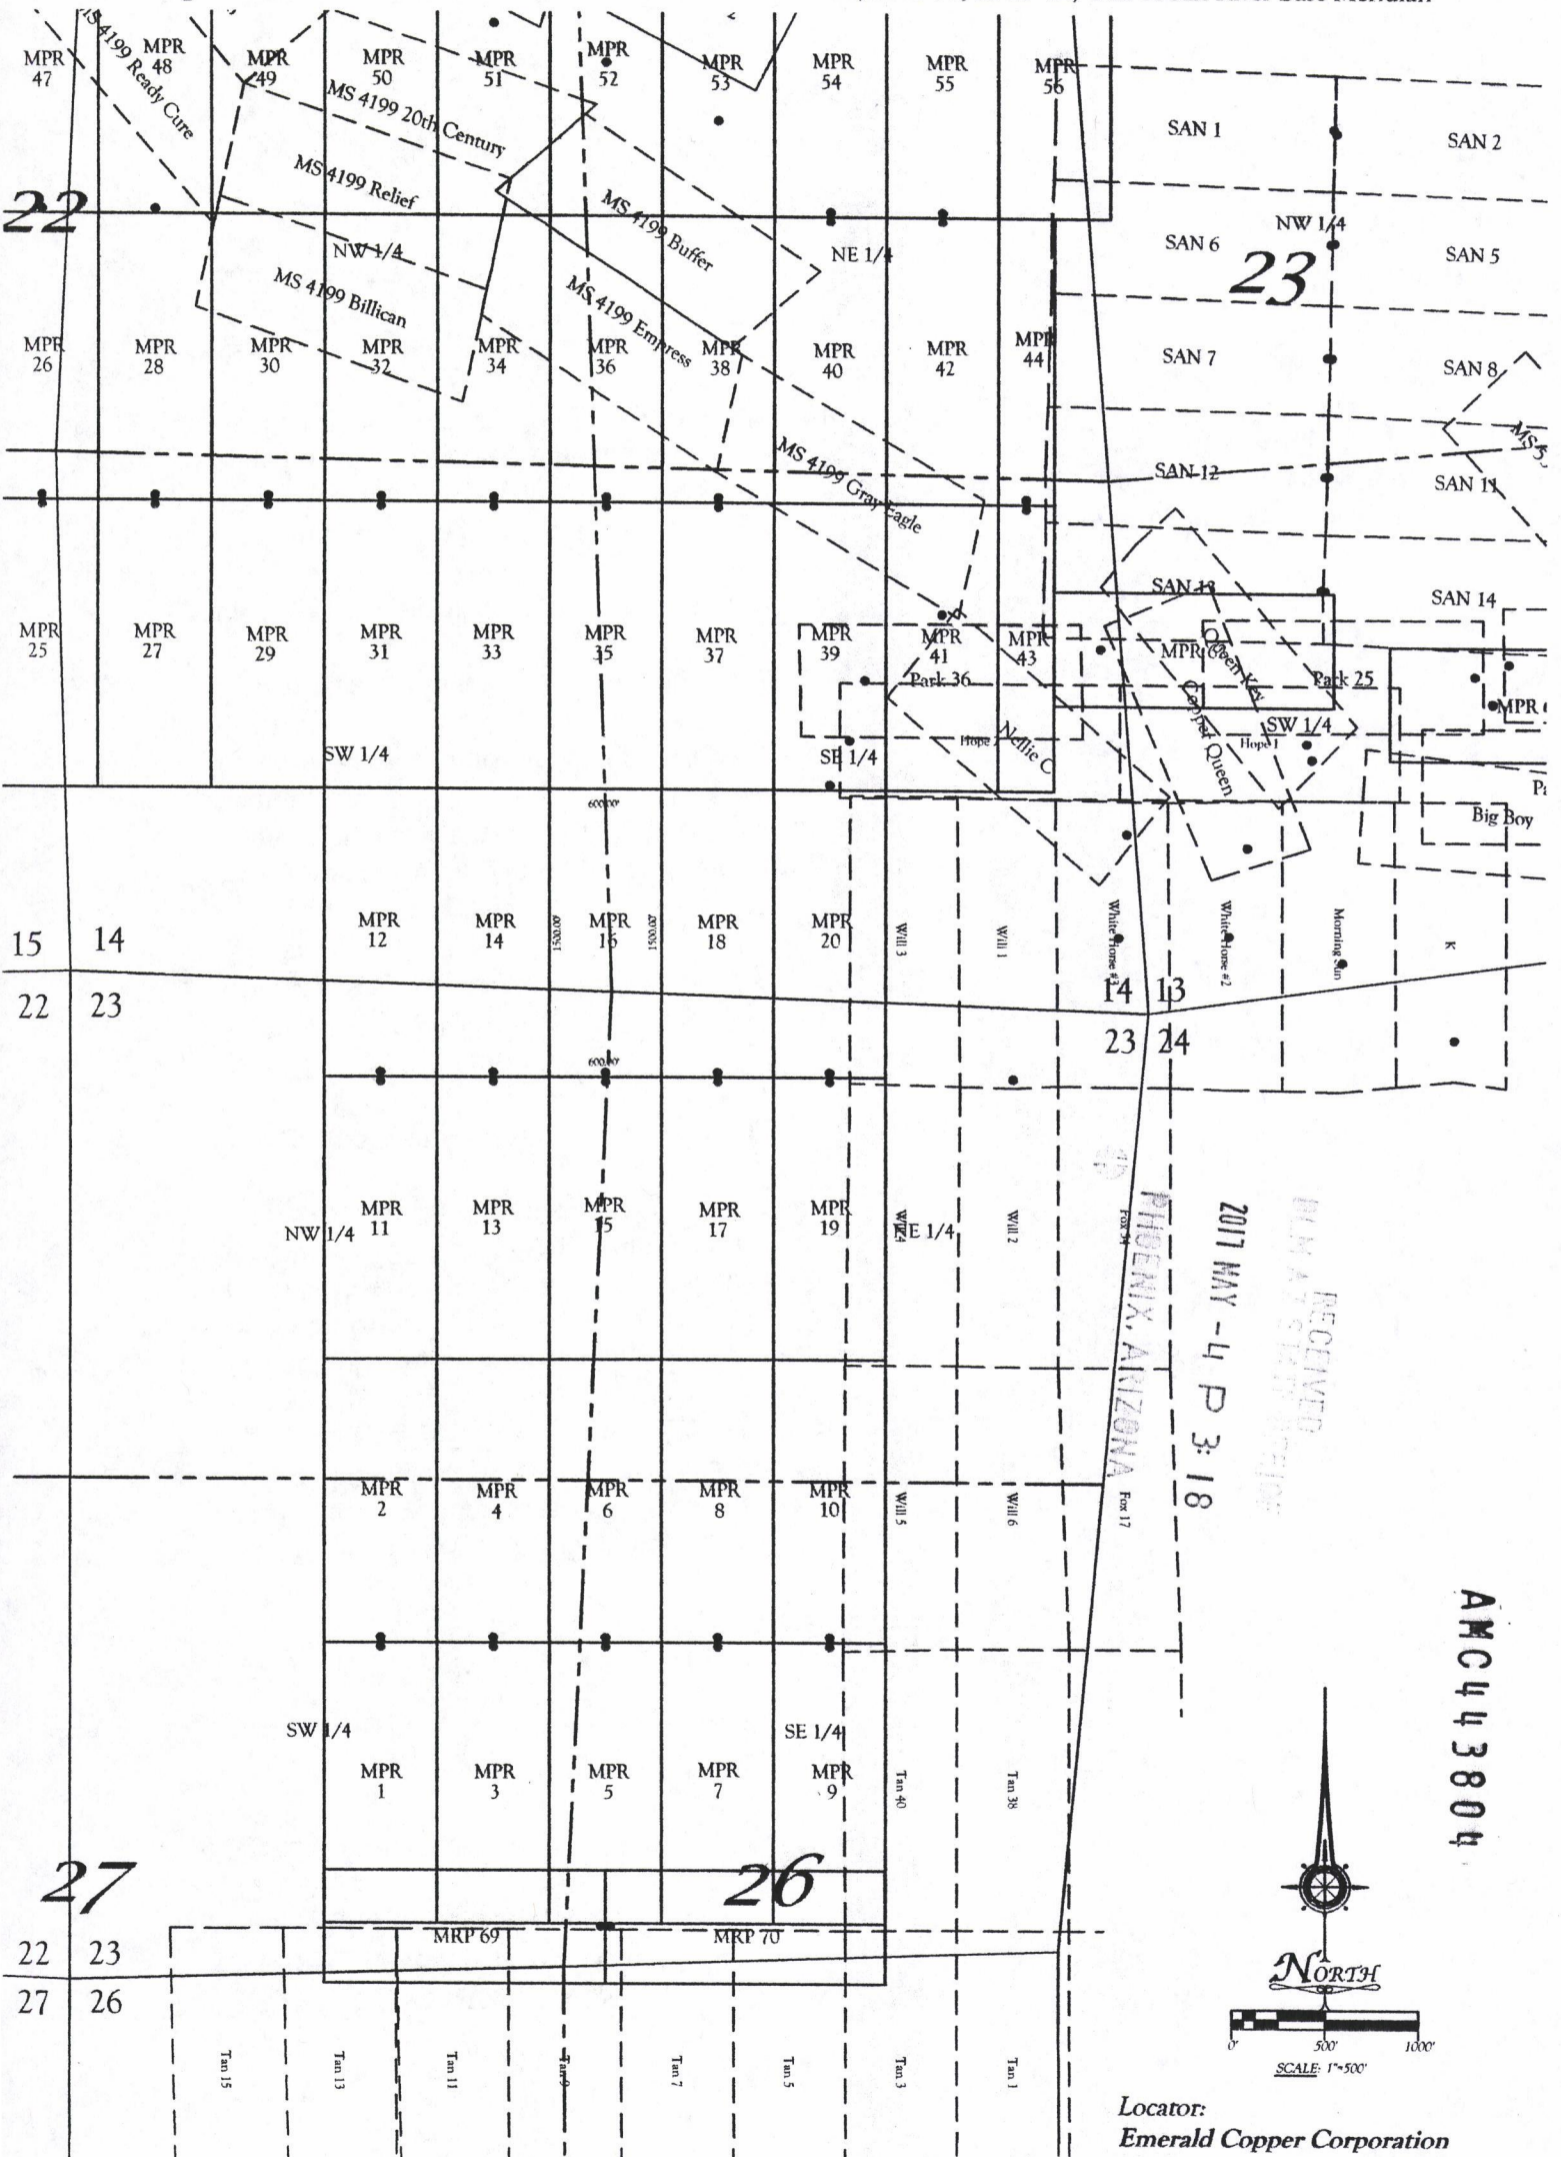 MPR 47
MS 4199 Ready Cure
MPR 48
MPR 49
MPR 50
MPR 51
MPR 52
MPR 53
MPR 54
MPR 55
MPR 56
MS 4199 20th Century
MS 4199 Relief
MS 4199 Buffer
SAN 1
SAN 2
22
NW 1/4
NE 1/4
SAN 6
NW 1/4
SAN 5
23
MS 4199 Billican
MS 4199 Empress
MPR 26
MPR 28
MPR 30
MPR 32
MPR 34
MPR 36
MPR 38
MPR 40
MPR 42
MPR 44
SAN 7
SAN 8
MS 4199 Gray Eagle
SAN 12
SAN 11
SAN 13
SAN 14
MPR 25
MPR 27
MPR 29
MPR 31
MPR 33
MPR 35
MPR 37
MPR 39
MPR 41
MPR 43
Queen Key
Park 36
Park 25
Copper Queen
SW 1/4
SE 1/4
Nellie C
SW 1/4
Hope 1
600.00'
Big Boy
MPR 12
MPR 14
1500.00'
MPR 16
1500.00'
MPR 18
MPR 20
Will 3
Will 1
White Horse #2
Morning Sun
K
15 14
22 23
14 13
23 24
600.00'
MPR 11
MPR 13
MPR 15
MPR 17
MPR 19
NW 1/4
NE 1/4
Will 2
PHOENIX, ARIZONA
2017 MAY -4 P 3:18
RECEIVED
MPR 2
MPR 4
MPR 6
MPR 8
MPR 10
Will 5
Will 6
Fox 17
AMC443804
SW 1/4
SE 1/4
MPR 1
MPR 3
MPR 5
MPR 7
MPR 9
Tan 40
Tan 38
27
26
MRP 69
MRP 70
22 23
27 26
NORTH
0' 500' 1000'
SCALE: 1"=500'
Tan 15
Tan 13
Tan 11
Tan 9
Tan 7
Tan 5
Tan 3
Tan 1
Locator:
Emerald Copper Corporation